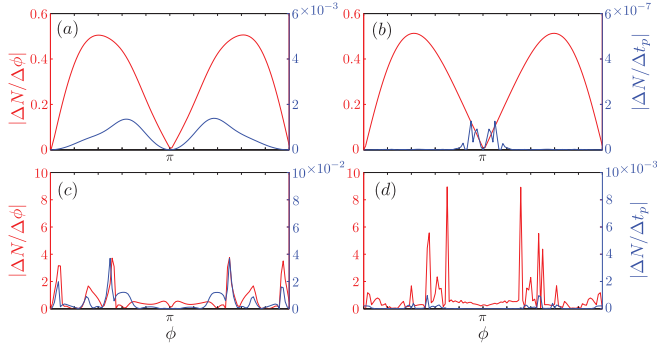 0.6 (a) 6×10⁻³ 0.6 (b) 6×10⁻⁷
0.4 4 0.4 4
|ΔN/Δϕ|
|ΔN/Δt_p|
0.2 2 0.2 2
0 π 0 0 π 0
10 (c) 10×10⁻² 10 (d) 10×10⁻³
8 8 8 8
6 6 6 6
|ΔN/Δϕ|
|ΔN/Δt_p|
4 4 4 4
2 2 2 2
0 π 0 0 π 0
ϕ ϕ